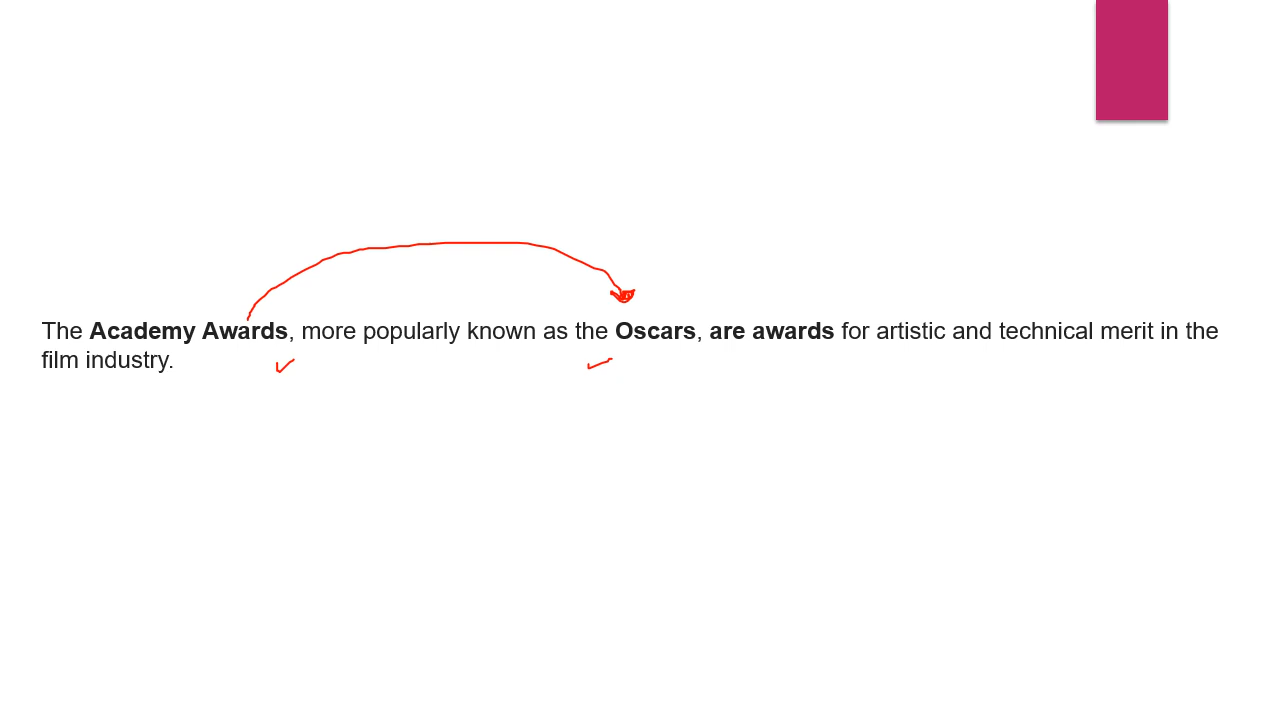 The Academy Awards, more popularly known as the Oscars, are awards for artistic and technical merit in the
film industry.